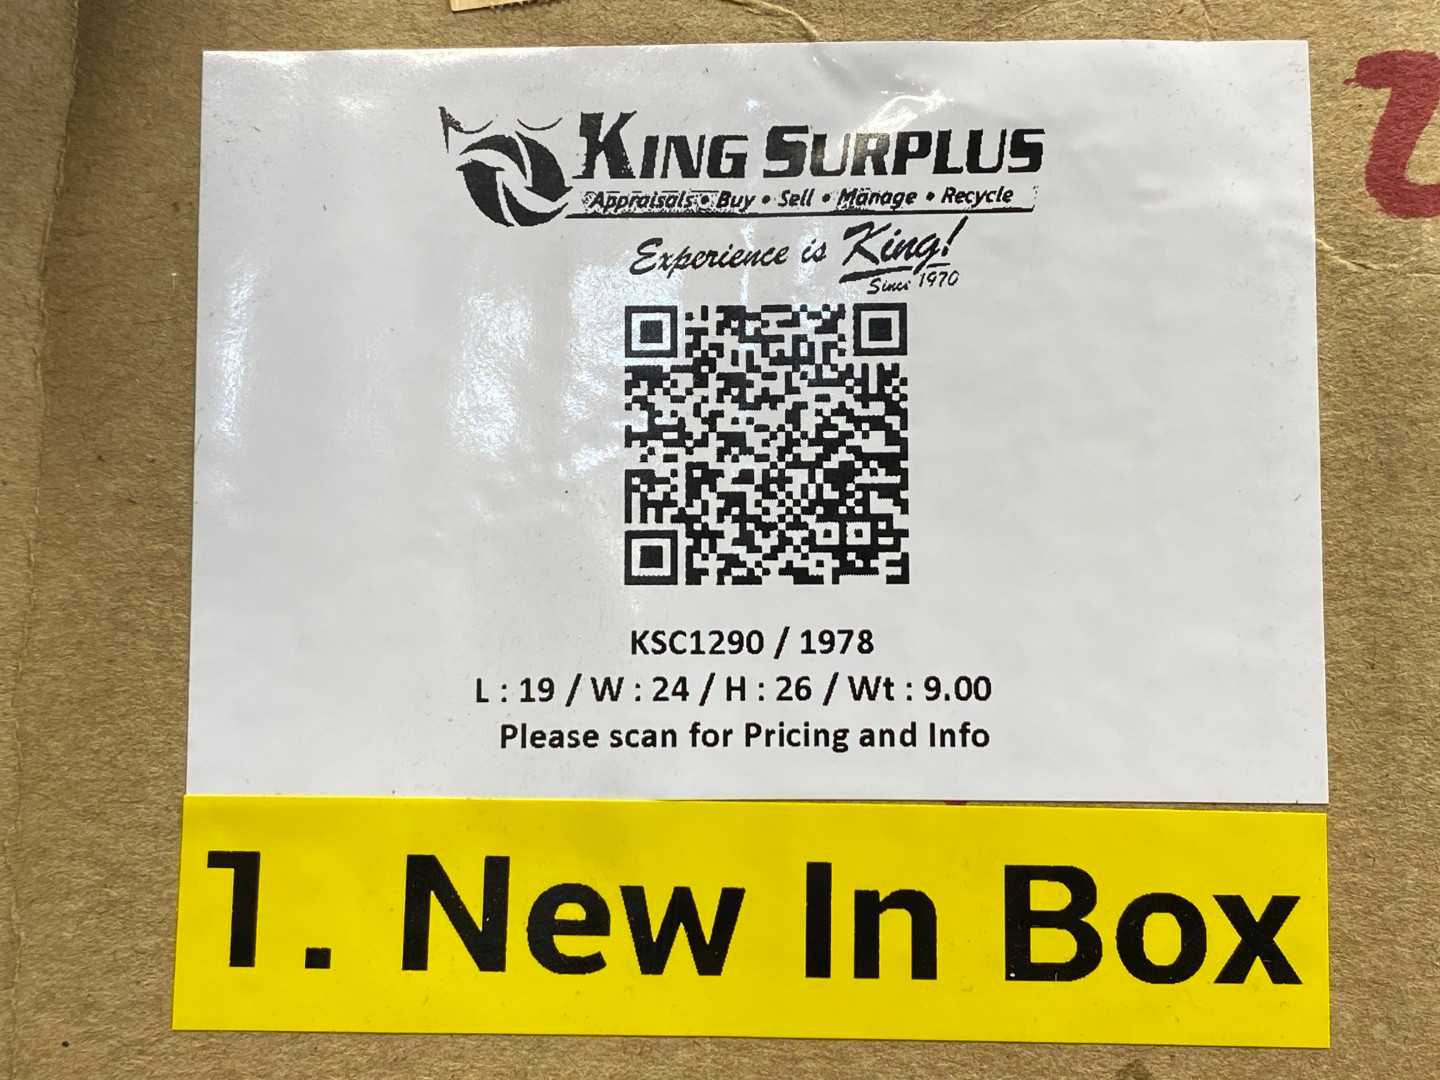 KING SURPLUS
Appraisals • Buy • Sell • Manage • Recycle
Experience is King!
Since 1970
KSC1290 / 1978
L : 19 / W : 24 / H : 26 / Wt : 9.00
Please scan for Pricing and Info
1. New In Box